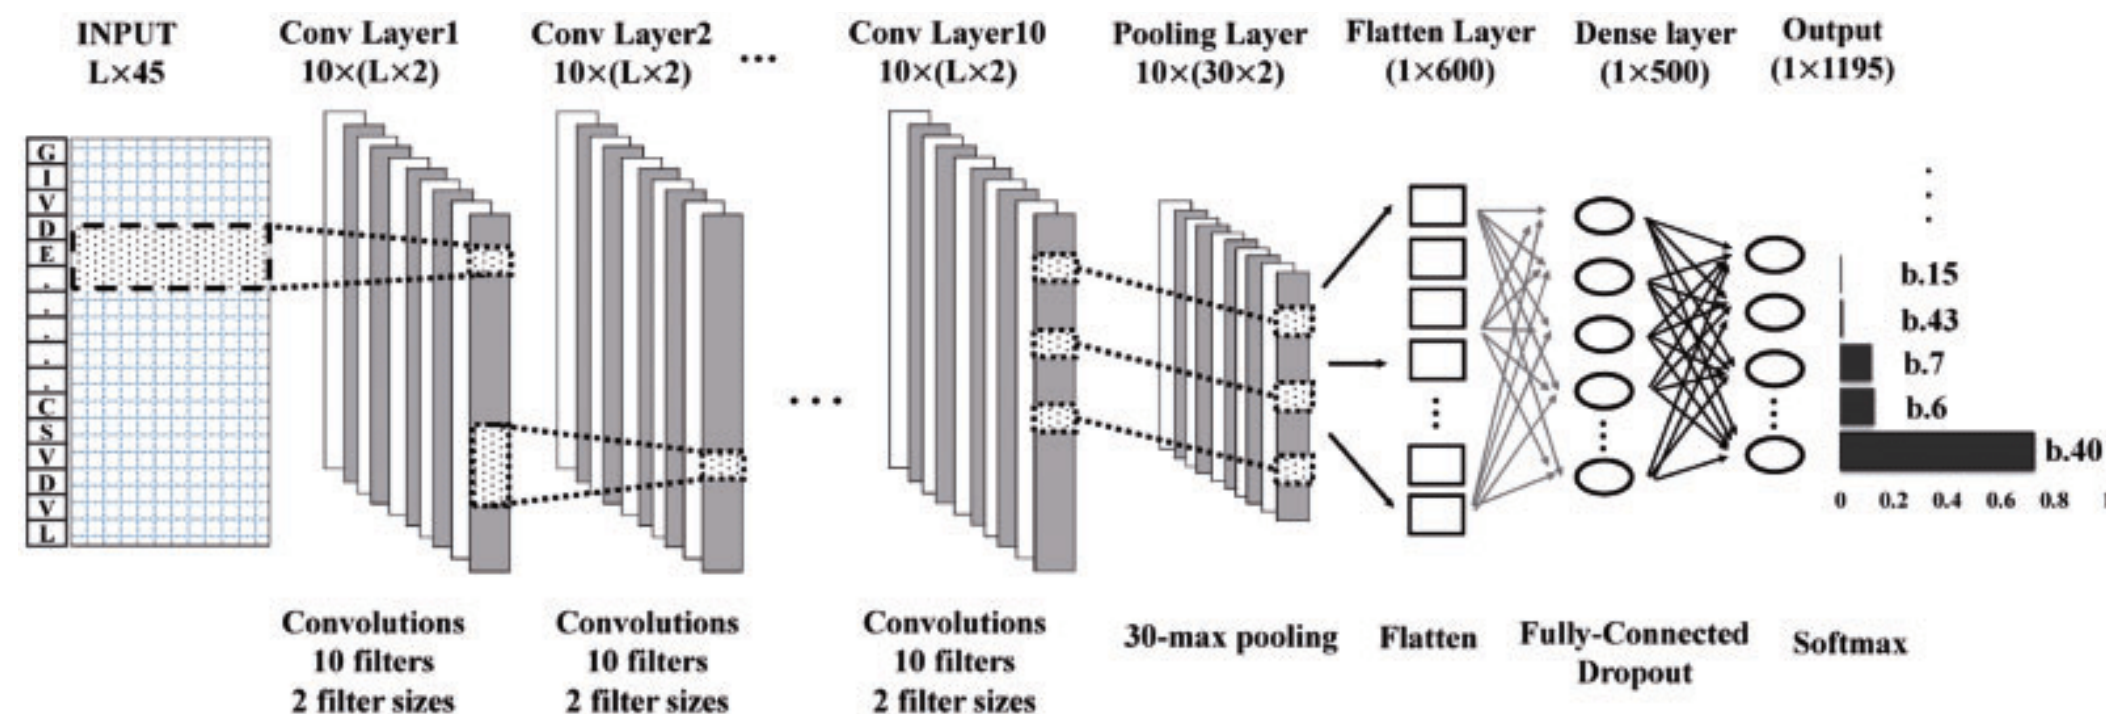 INPUT
L×45
Conv Layer1
10×(L×2)
Conv Layer2
10×(L×2)
...
Conv Layer10
10×(L×2)
Pooling Layer
10×(30×2)
Flatten Layer
(1×600)
Dense layer
(1×500)
Output
(1×1195)
G
I
V
D
E
.
.
.
.
.
C
S
V
D
V
L
...
b.15
b.43
b.7
b.6
b.40
0 0.2 0.4 0.6 0.8
Convolutions
10 filters
2 filter sizes
Convolutions
10 filters
2 filter sizes
Convolutions
10 filters
2 filter sizes
30-max pooling
Flatten
Fully-Connected
Dropout
Softmax